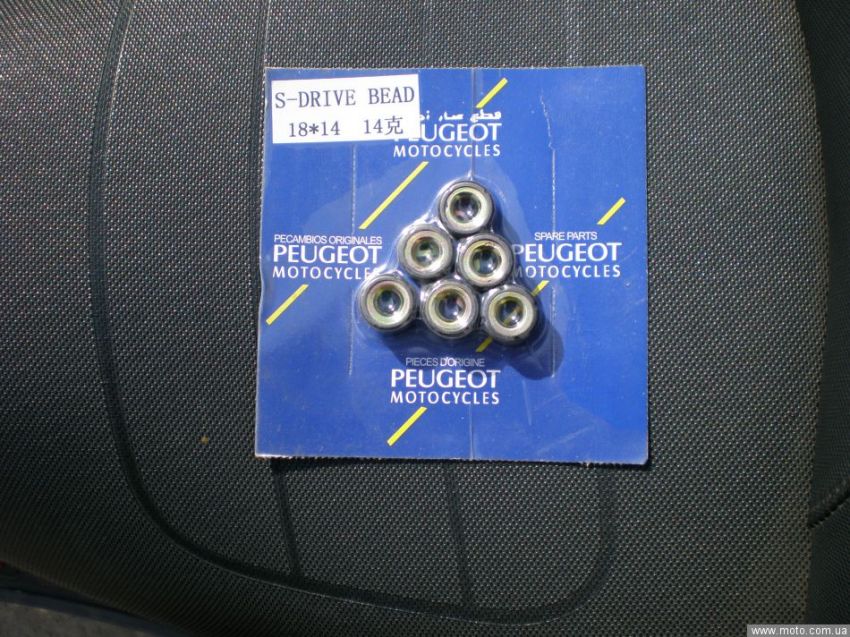 S-DRIVE BEAD
18*14 14克
PEUGEOT
MOTOCYCLES
PECAMBIOS ORIGINALES
PEUGEOT
MOTOCYCLES
SPARE PARTS
PEUGEOT
MOTOCYCLES
PIECES D'ORIGINE
PEUGEOT
MOTOCYCLES
www.moto.com.ua